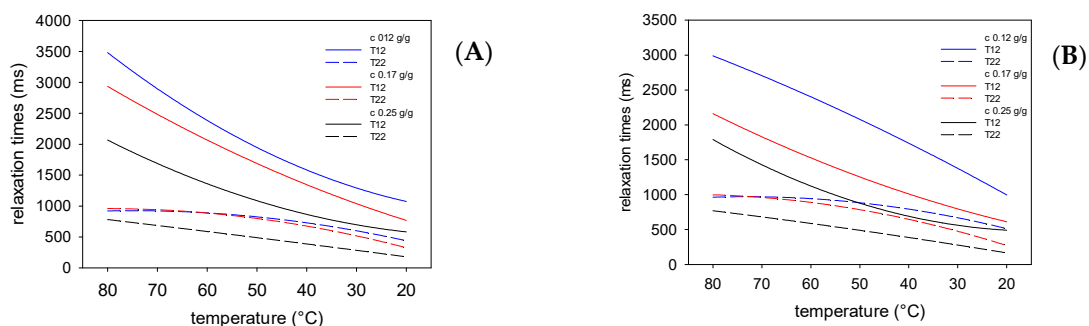 4000
3500
3000
2500
2000
1500
1000
500
0
relaxation times (ms)
80 70 60 50 40 30 20
temperature (°C)
c 012 g/g
T12
T22
c 0.17 g/g
T12
T22
c 0.25 g/g
T12
T22
(A)
3500
3000
2500
2000
1500
1000
500
0
relaxation times (ms)
80 70 60 50 40 30 20
temperature (°C)
c 0.12 g/g
T12
T22
c 0.17 g/g
T12
T22
c 0.25 g/g
T12
T22
(B)